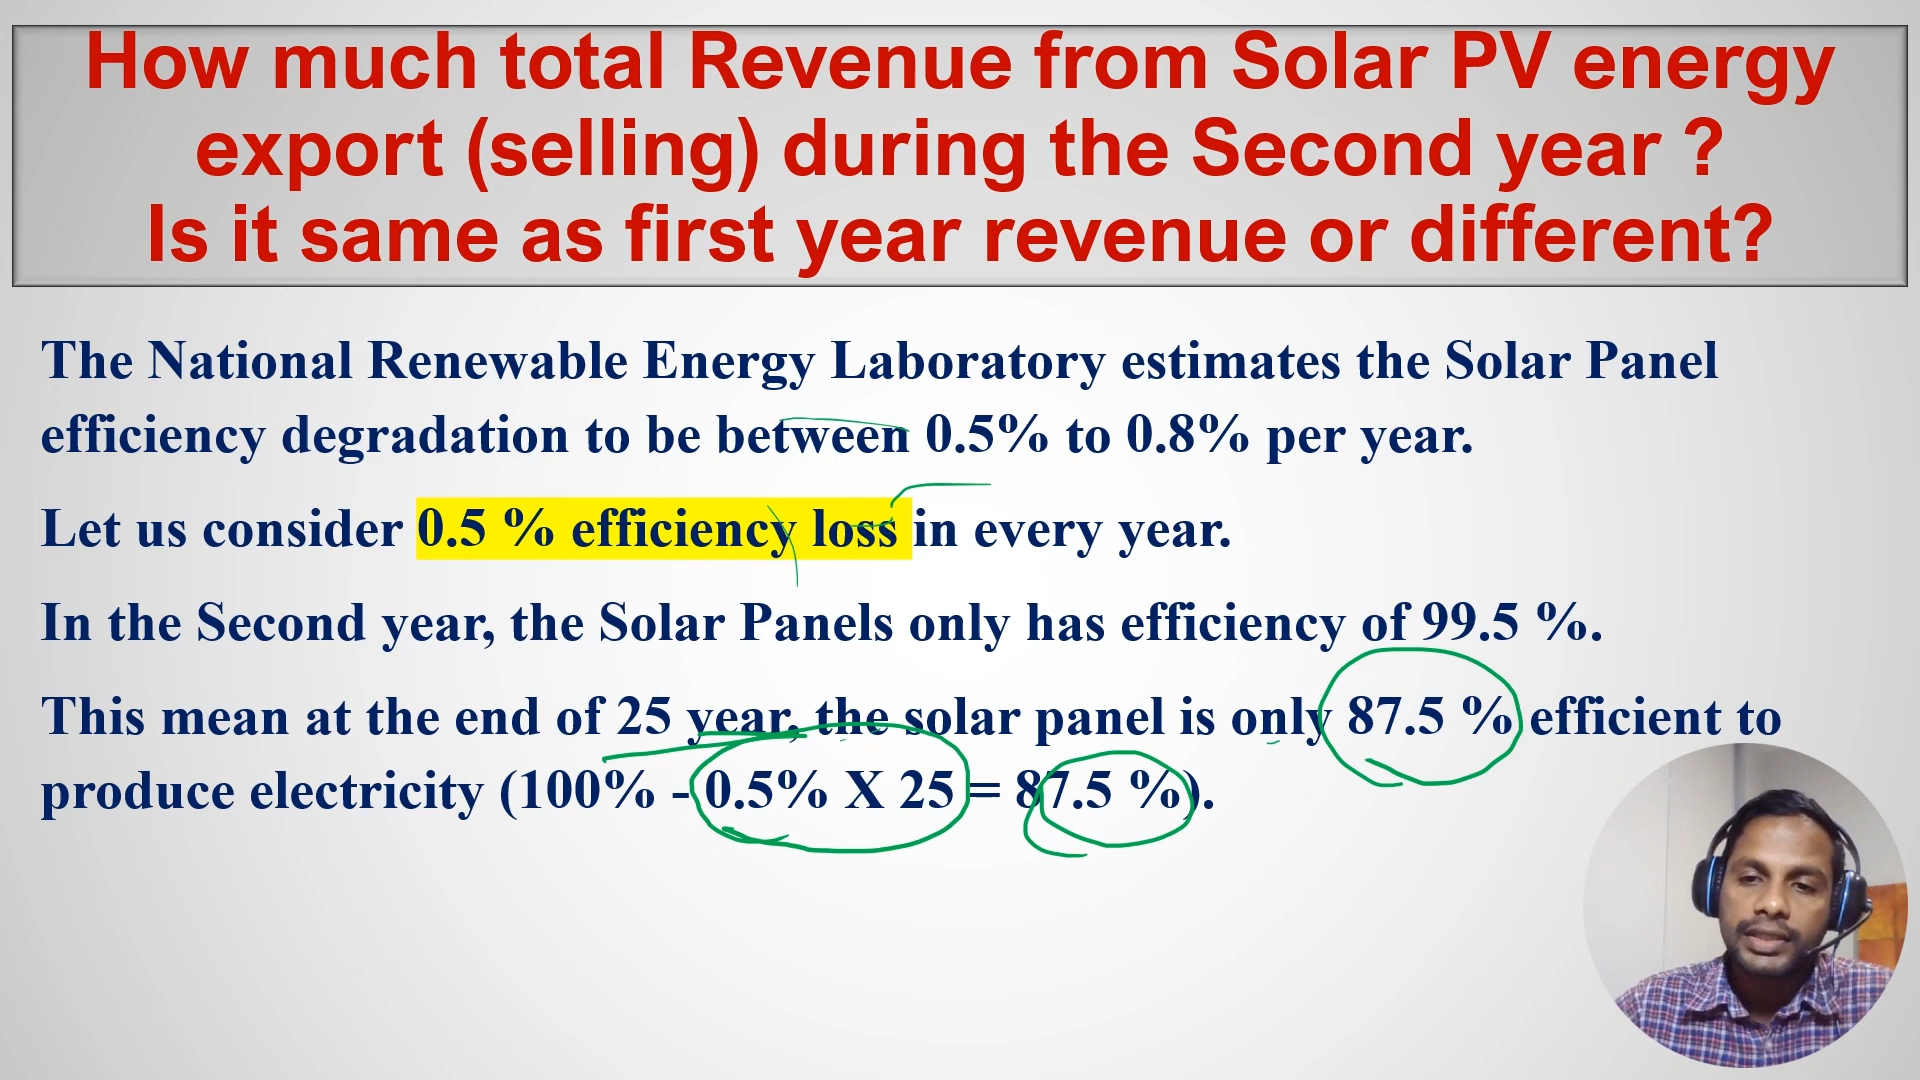 How much total Revenue from Solar PV energy
export (selling) during the Second year ?
Is it same as first year revenue or different?
The National Renewable Energy Laboratory estimates the Solar Panel
efficiency degradation to be between 0.5% to 0.8% per year.
Let us consider 0.5 % efficiency loss in every year.
In the Second year, the Solar Panels only has efficiency of 99.5 %.
This mean at the end of 25 year, the solar panel is only 87.5 % efficient to
produce electricity (100% - 0.5% X 25 = 87.5 %).